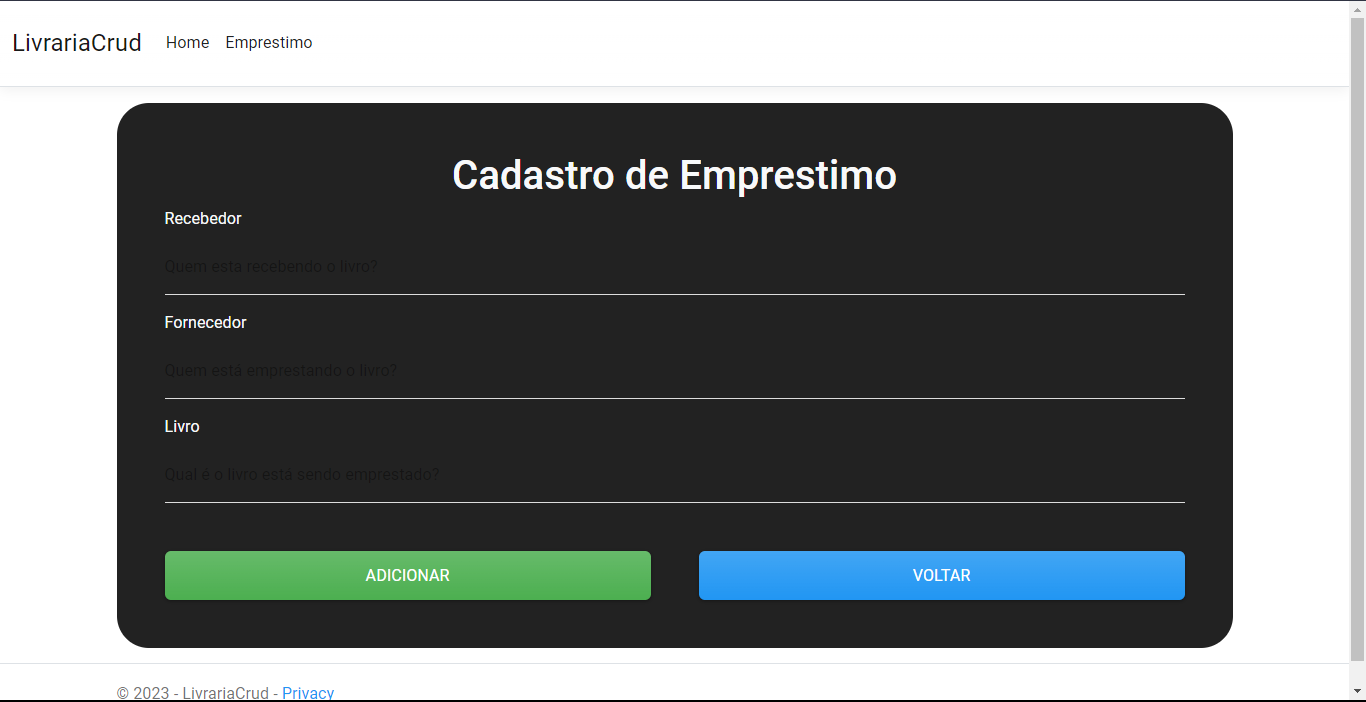 LivrariaCrud Home Emprestimo
Cadastro de Emprestimo
Recebedor
Quem esta recebendo o livro?
Fornecedor
Quem está emprestando o livro?
Livro
Qual é o livro está sendo emprestado?
ADICIONAR VOLTAR
© 2023 - LivrariaCrud - Privacy